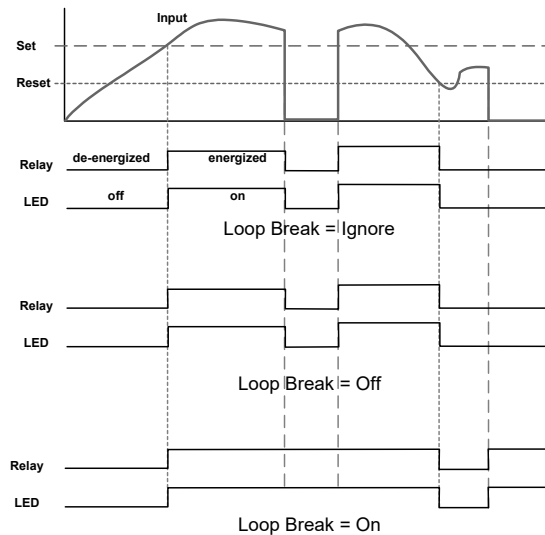 Input
Set
Reset
Relay de-energized energized
LED off on
Loop Break = Ignore
Relay
LED
Loop Break = Off
Relay
LED
Loop Break = On